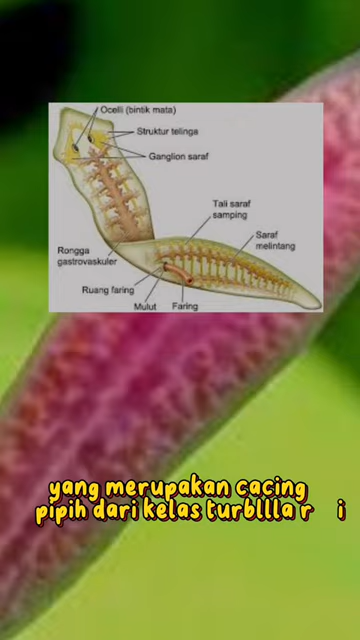 Ocelli (bintik mata)
Struktur telinga
Ganglion saraf
Tali saraf
samping
Saraf
melintang
Rongga
gastrovaskuler
Ruang faring
Mulut
Faring
yang merupakan cacing
pipih dari kelas turbllla r i